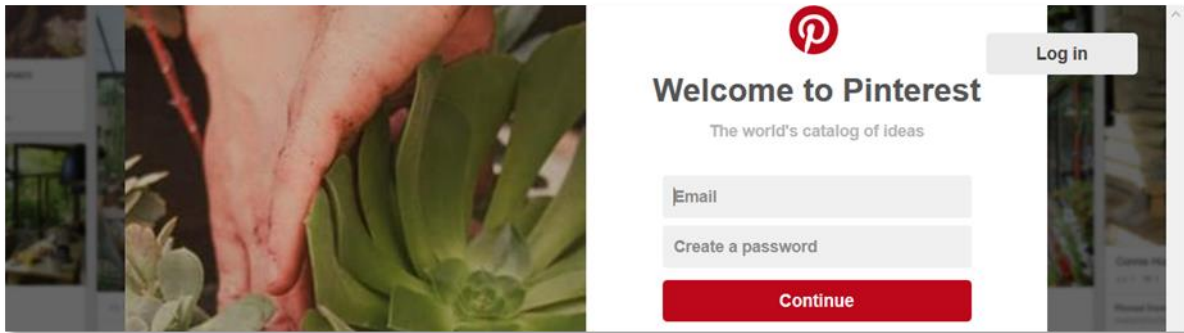 Log in
Welcome to Pinterest
The world's catalog of ideas
Email
Create a password
Continue